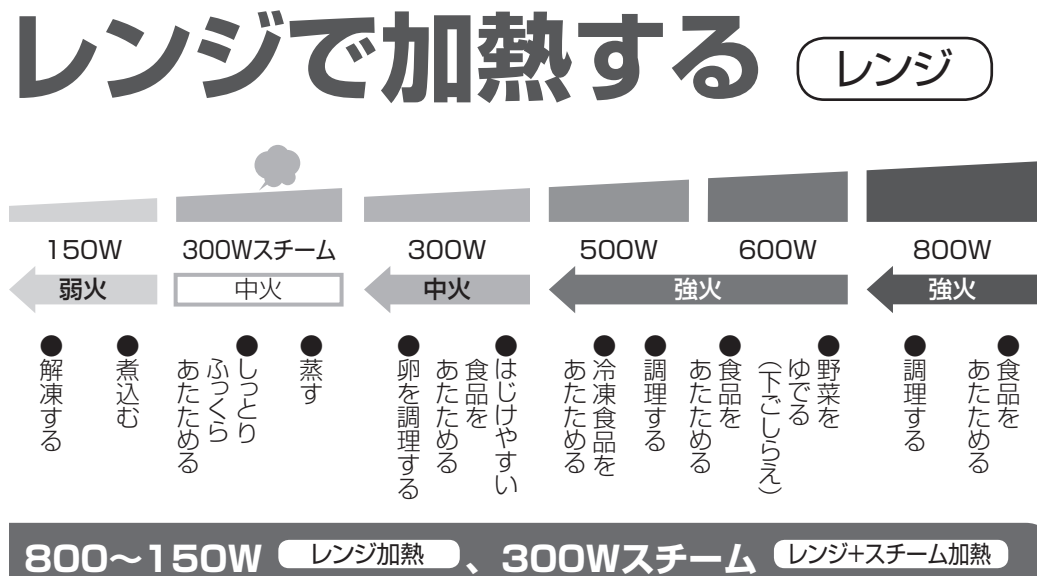 レンジで加熱する レンジ
150W 300Wスチーム 300W 500W 600W 800W
弱火 中火 中火 強火 強火
●食品を
あたためる
●調理する
●野菜を
ゆでる
(下ごしらえ)
●食品を
あたためる
●調理する
●冷凍食品を
あたためる
●はじけやすい
食品を
あたためる
●卵を調理する
●蒸す
●しっとり
ふっくら
あたためる
●煮込む
●解凍する
800～150W レンジ加熱 、300Wスチーム レンジ+スチーム加熱